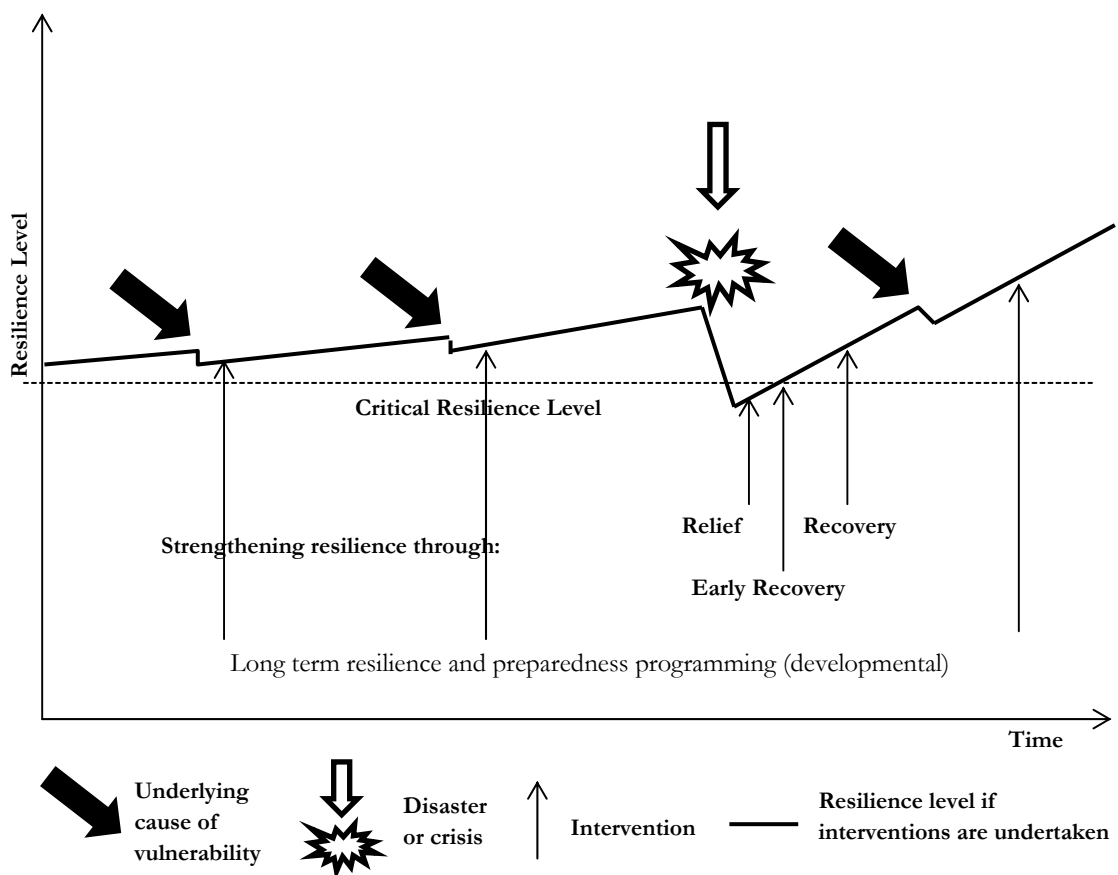 Resilience Level
Critical Resilience Level
Relief
Recovery
Strengthening resilience through:
Early Recovery
Long term resilience and preparedness programming (developmental)
Time
Underlying
cause of
vulnerability
Disaster
or crisis
Intervention
Resilience level if
interventions are undertaken